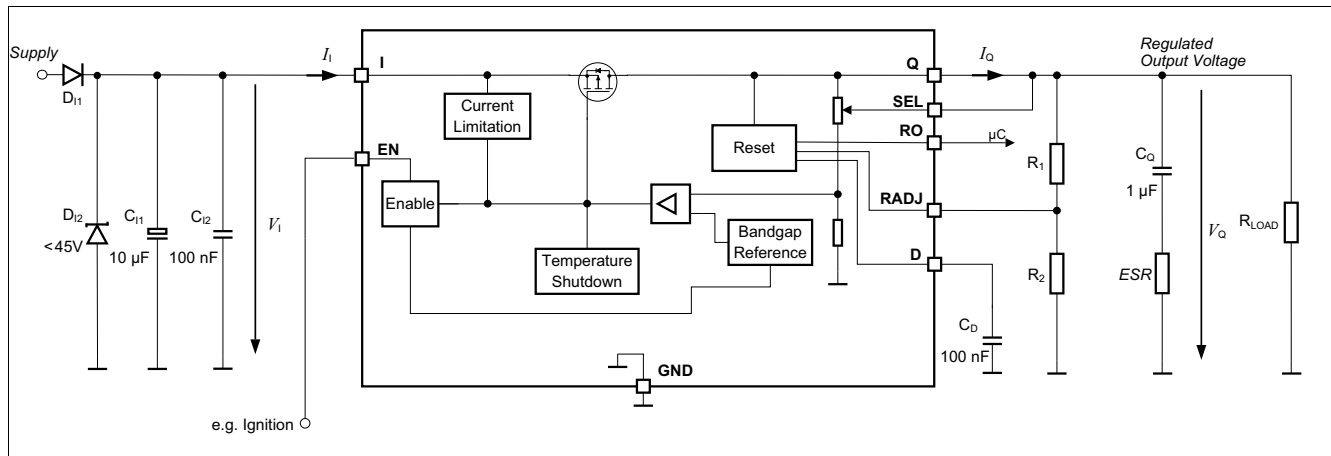 Supply
D_I1
D_I2
<45V
C_I1
10 µF
C_I2
100 nF
V_I
I_I
I
EN
e.g. Ignition
Current
Limitation
Enable
Temperature
Shutdown
Bandgap
Reference
Reset
GND
Q
SEL
RO
RADJ
D
I_Q
µC
C_D
100 nF
R_1
R_2
Regulated
Output Voltage
C_Q
1 µF
ESR
V_Q
R_LOAD